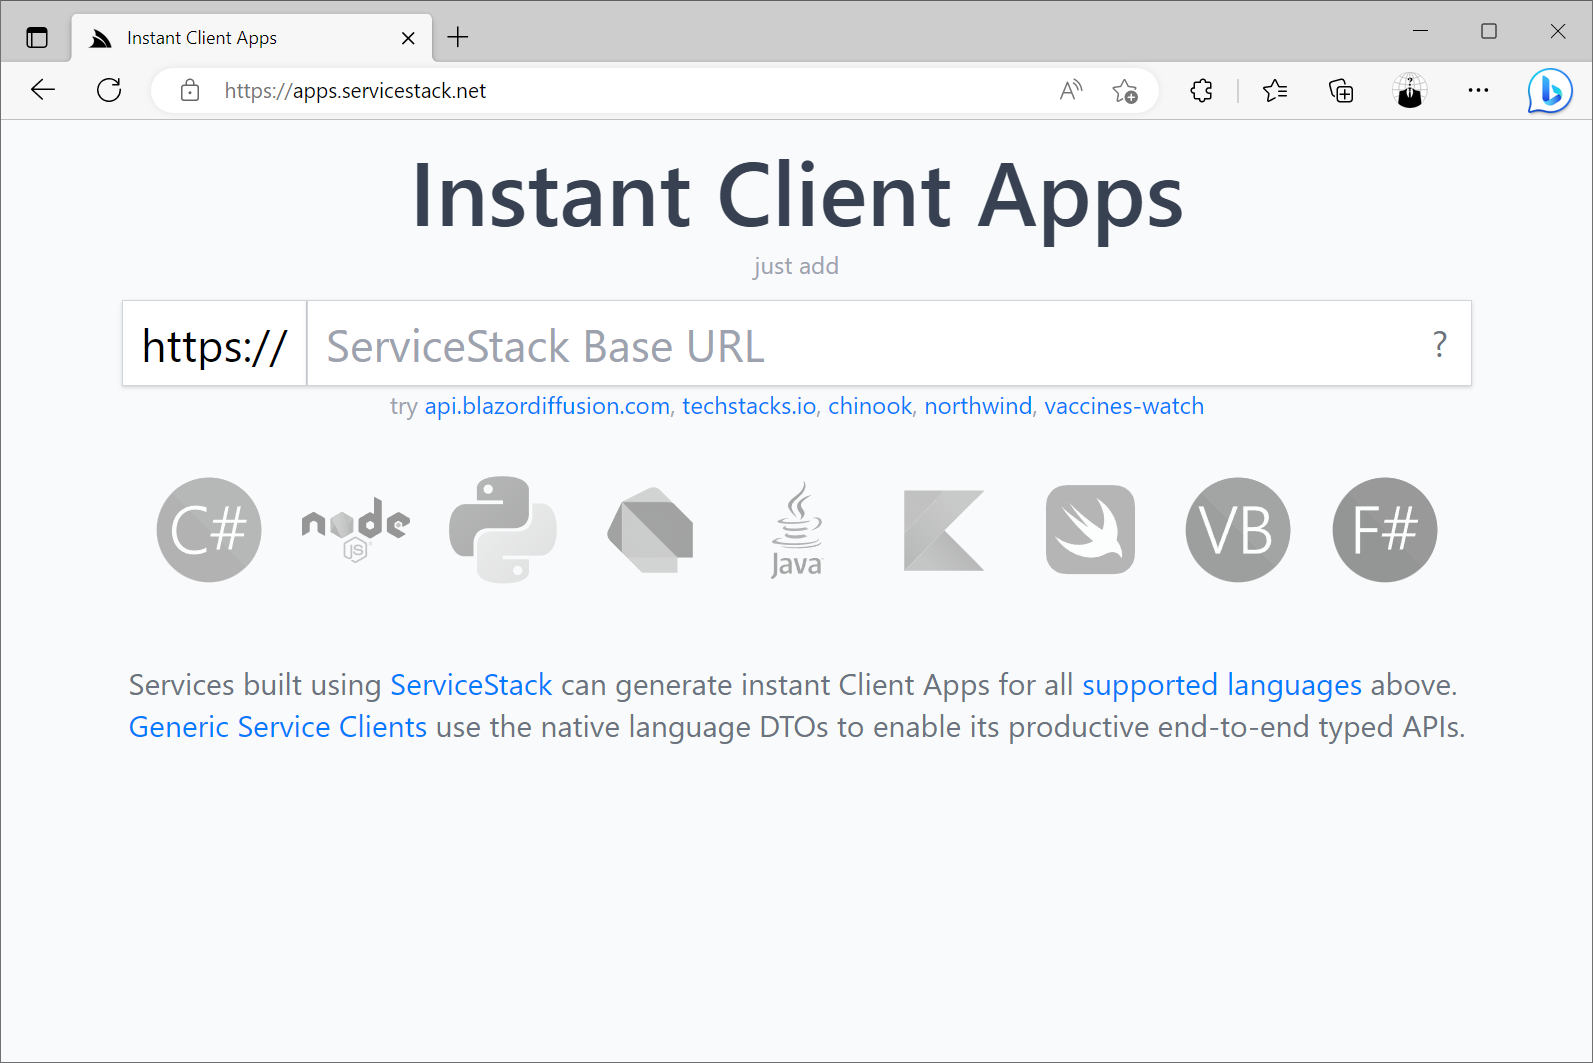 Instant Client Apps
https://apps.servicestack.net
Instant Client Apps
just add
https:// ServiceStack Base URL ?
try api.blazordiffusion.com, techstacks.io, chinook, northwind, vaccines-watch
C# node JS Java VB F#
Services built using ServiceStack can generate instant Client Apps for all supported languages above.
Generic Service Clients use the native language DTOs to enable its productive end-to-end typed APIs.